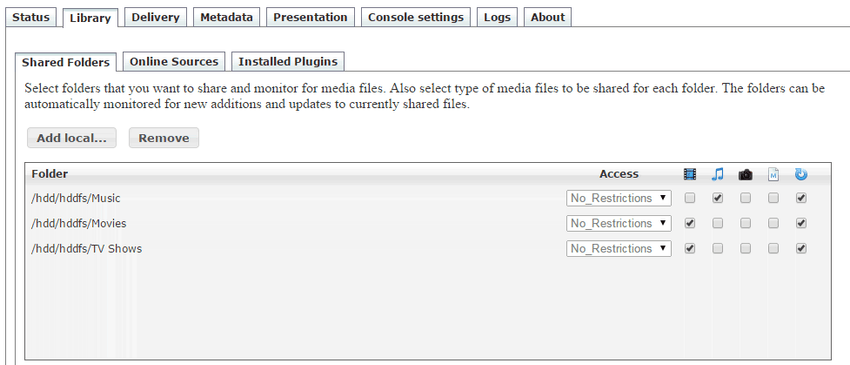 Status Library Delivery Metadata Presentation Console settings Logs About
Shared Folders Online Sources Installed Plugins
Select folders that you want to share and monitor for media files. Also select type of media files to be shared for each folder. The folders can be
automatically monitored for new additions and updates to currently shared files.
Add local... Remove
Folder Access M
/hdd/hddfs/Music No_Restrictions
/hdd/hddfs/Movies No_Restrictions
/hdd/hddfs/TV Shows No_Restrictions